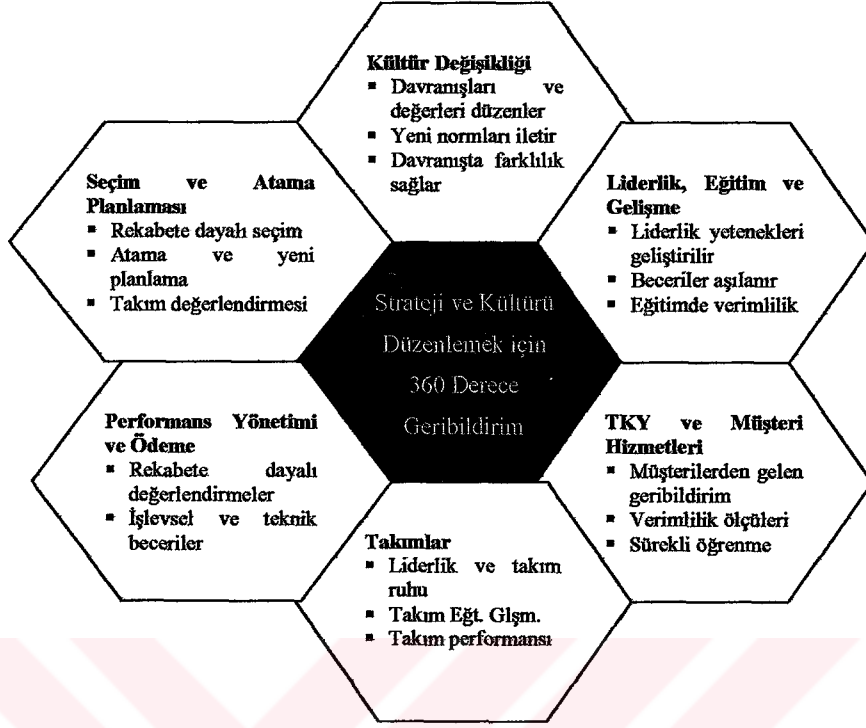 Kültür Değişikliği
▪ Davranışları ve
değerleri düzenler
▪ Yeni normları iletir
▪ Davranışta farklılık
sağlar
Seçim ve Atama
Planlaması
▪ Rekabete dayalı seçim
▪ Atama ve yeni
planlama
▪ Takım değerlendirmesi
Liderlik, Eğitim ve
Gelişme
▪ Liderlik yetenekleri
geliştirilir
▪ Beceriler aşılanır
▪ Eğitimde verimlilik
Strateji ve Kültürü
Düzenlemek için
360 Derece
Geribildirim
Performans Yönetimi
ve Ödeme
▪ Rekabete dayalı
değerlendirmeler
▪ İşlevsel ve teknik
beceriler
TKY ve Müşteri
Hizmetleri
▪ Müşterilerden gelen
geribildirim
▪ Verimlilik ölçüleri
▪ Sürekli öğrenme
Takımlar
▪ Liderlik ve takım
ruhu
▪ Takım Eğt. Glşm.
▪ Takım performansı